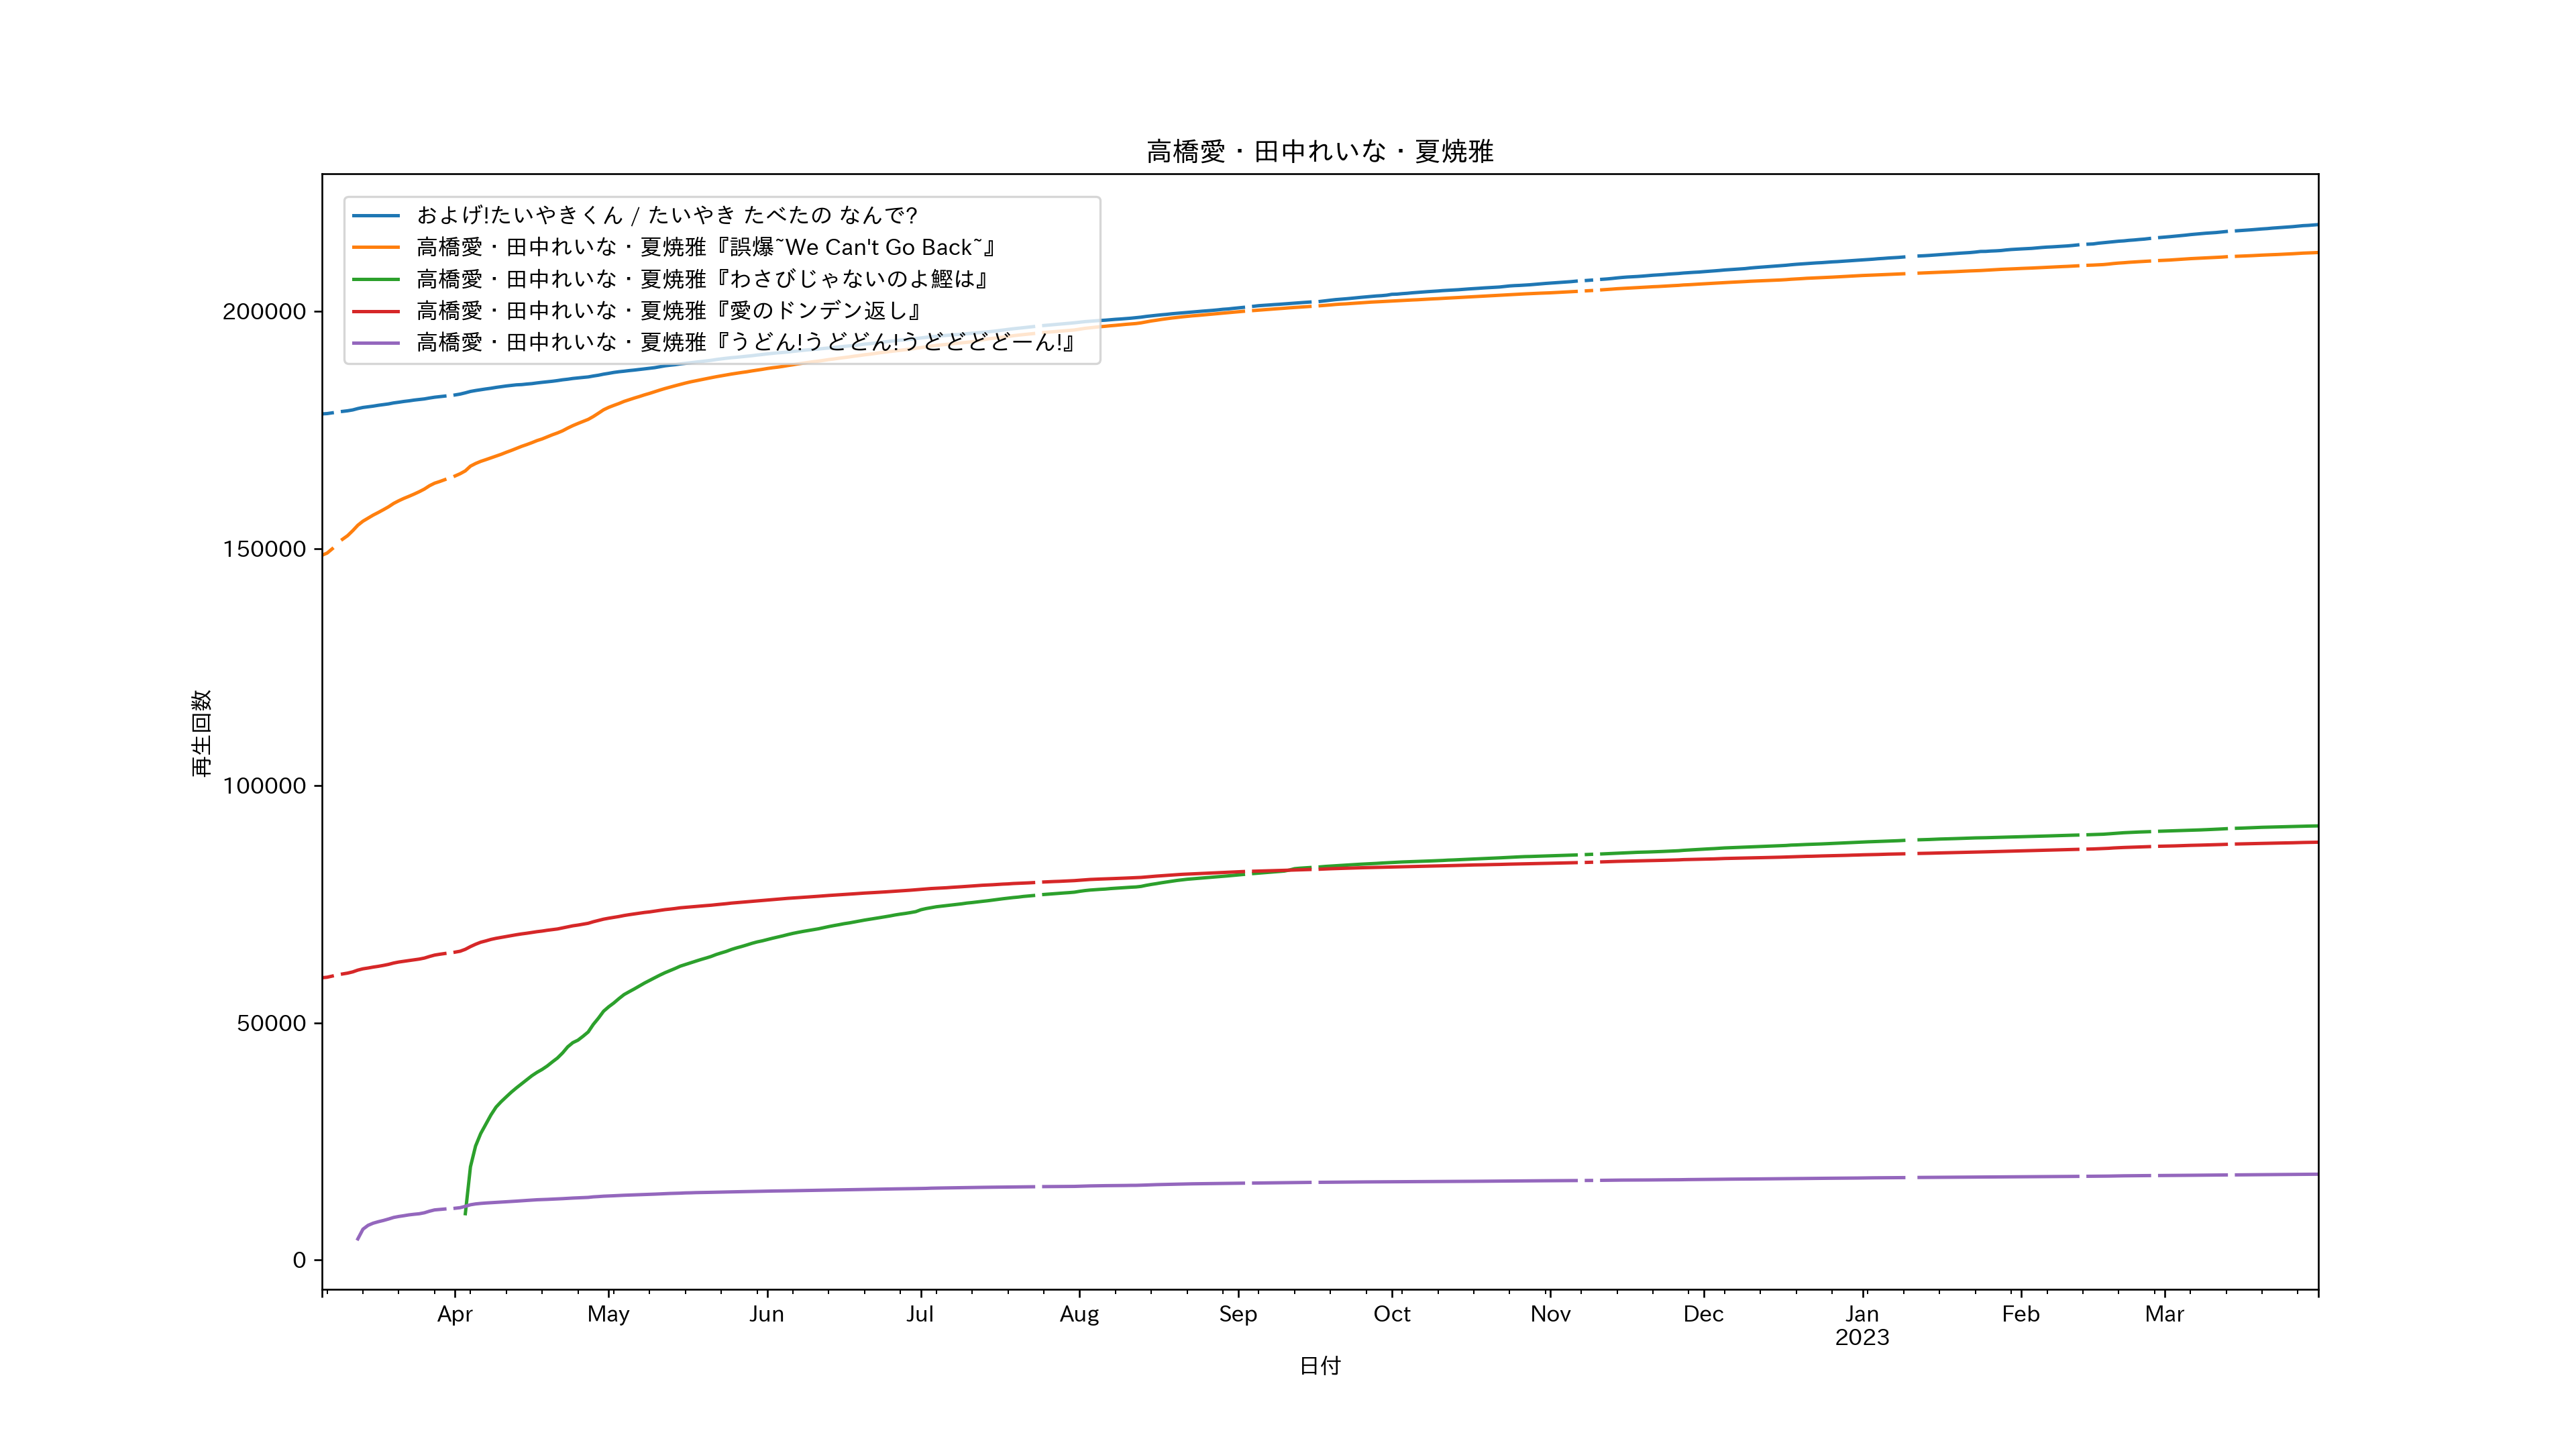 高橋愛・田中れいな・夏焼雅
およげ!たいやきくん / たいやき たべたの なんで?
高橋愛・田中れいな・夏焼雅『誤爆~We Can't Go Back~』
高橋愛・田中れいな・夏焼雅『わさびじゃないのよ鰹は』
高橋愛・田中れいな・夏焼雅『愛のドンデン返し』
高橋愛・田中れいな・夏焼雅『うどん!うどどん!うどどどどーん!』
再生回数
200000
150000
100000
50000
0
Apr May Jun Jul Aug Sep Oct Nov Dec Jan Feb Mar
2023
日付